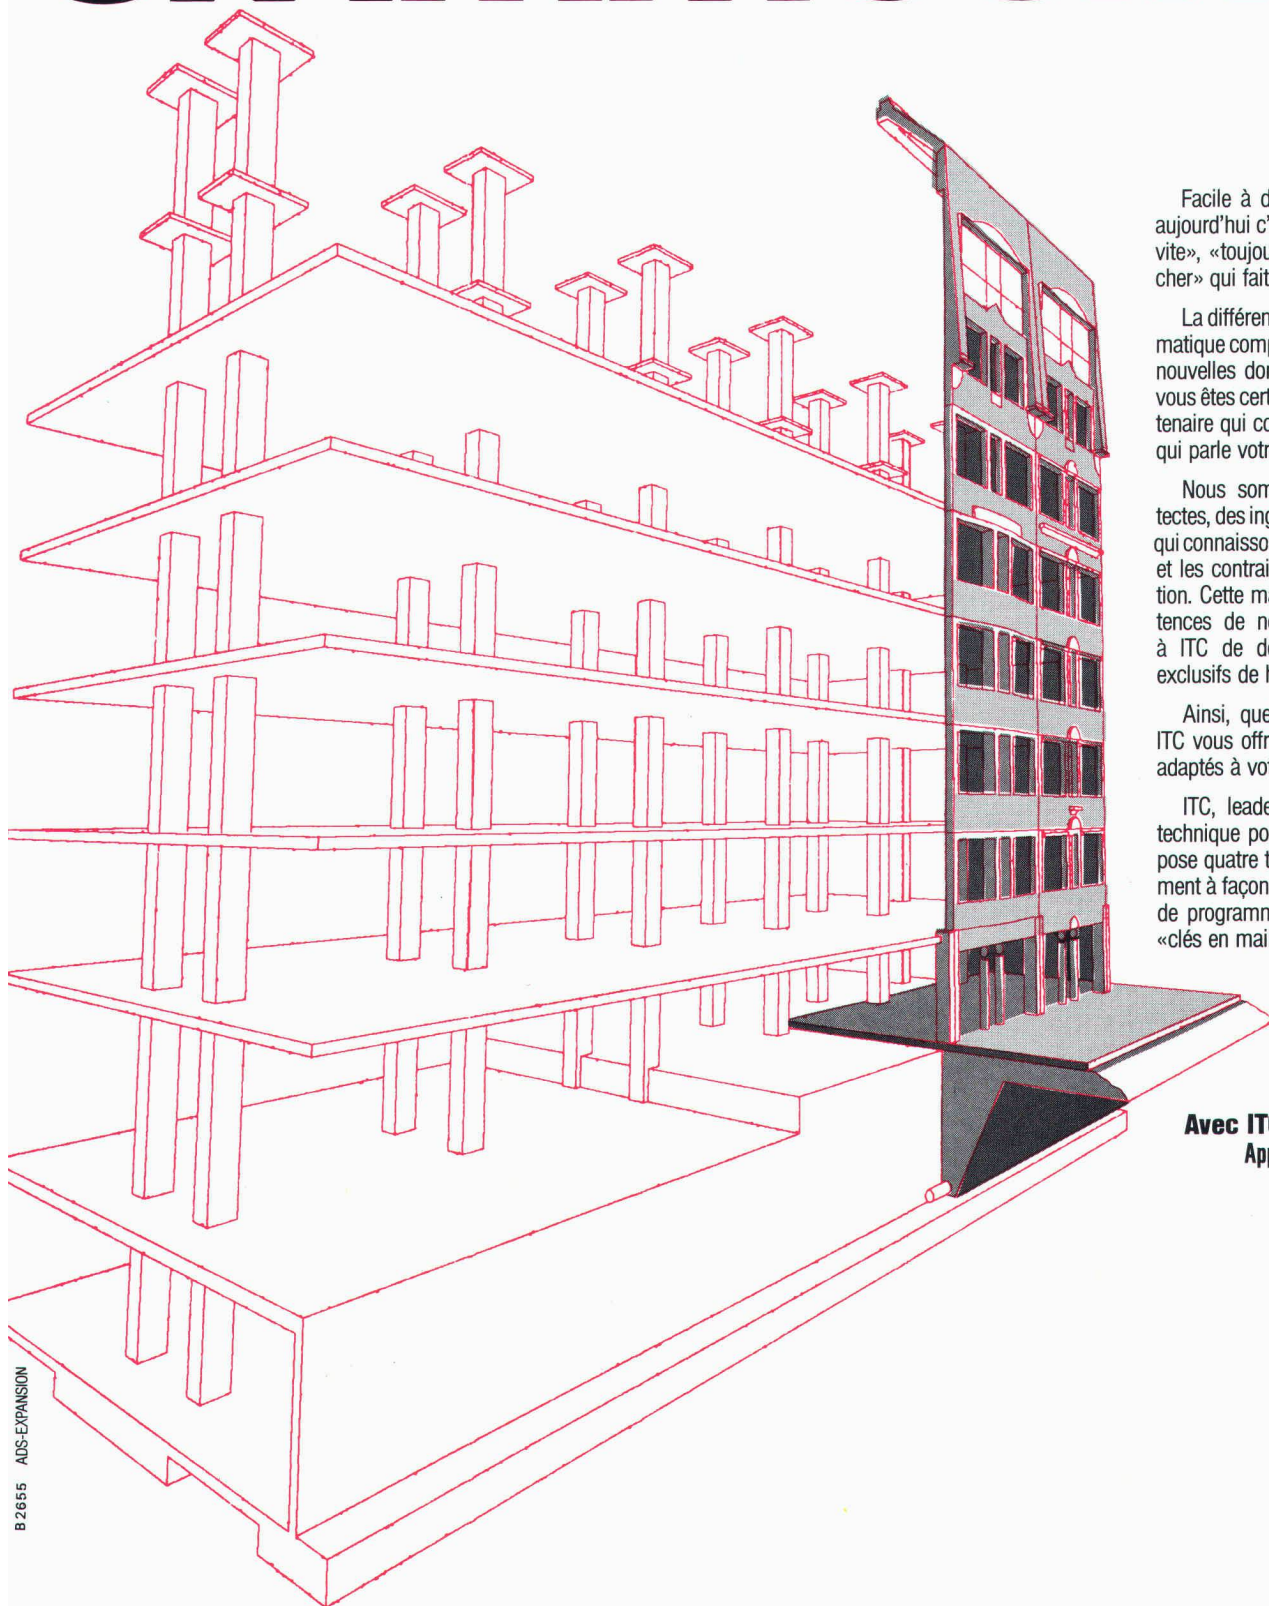 Facile à d
aujourd'hui c'
vite», «toujou
cher» qui fait
La différen
matique comp
nouvelles don
vous êtes cert
tenaire qui co
qui parle votr
Nous som
tectes, des ing
qui connaisso
et les contrai
tion. Cette ma
tences de no
à ITC de de
exclusifs de h
Ainsi, que
ITC vous offr
adaptés à vot
ITC, leade
technique po
pose quatre t
ment à façon
de programm
«clés en mai
Avec IT
App
B 2655 ADS-EXPANSION